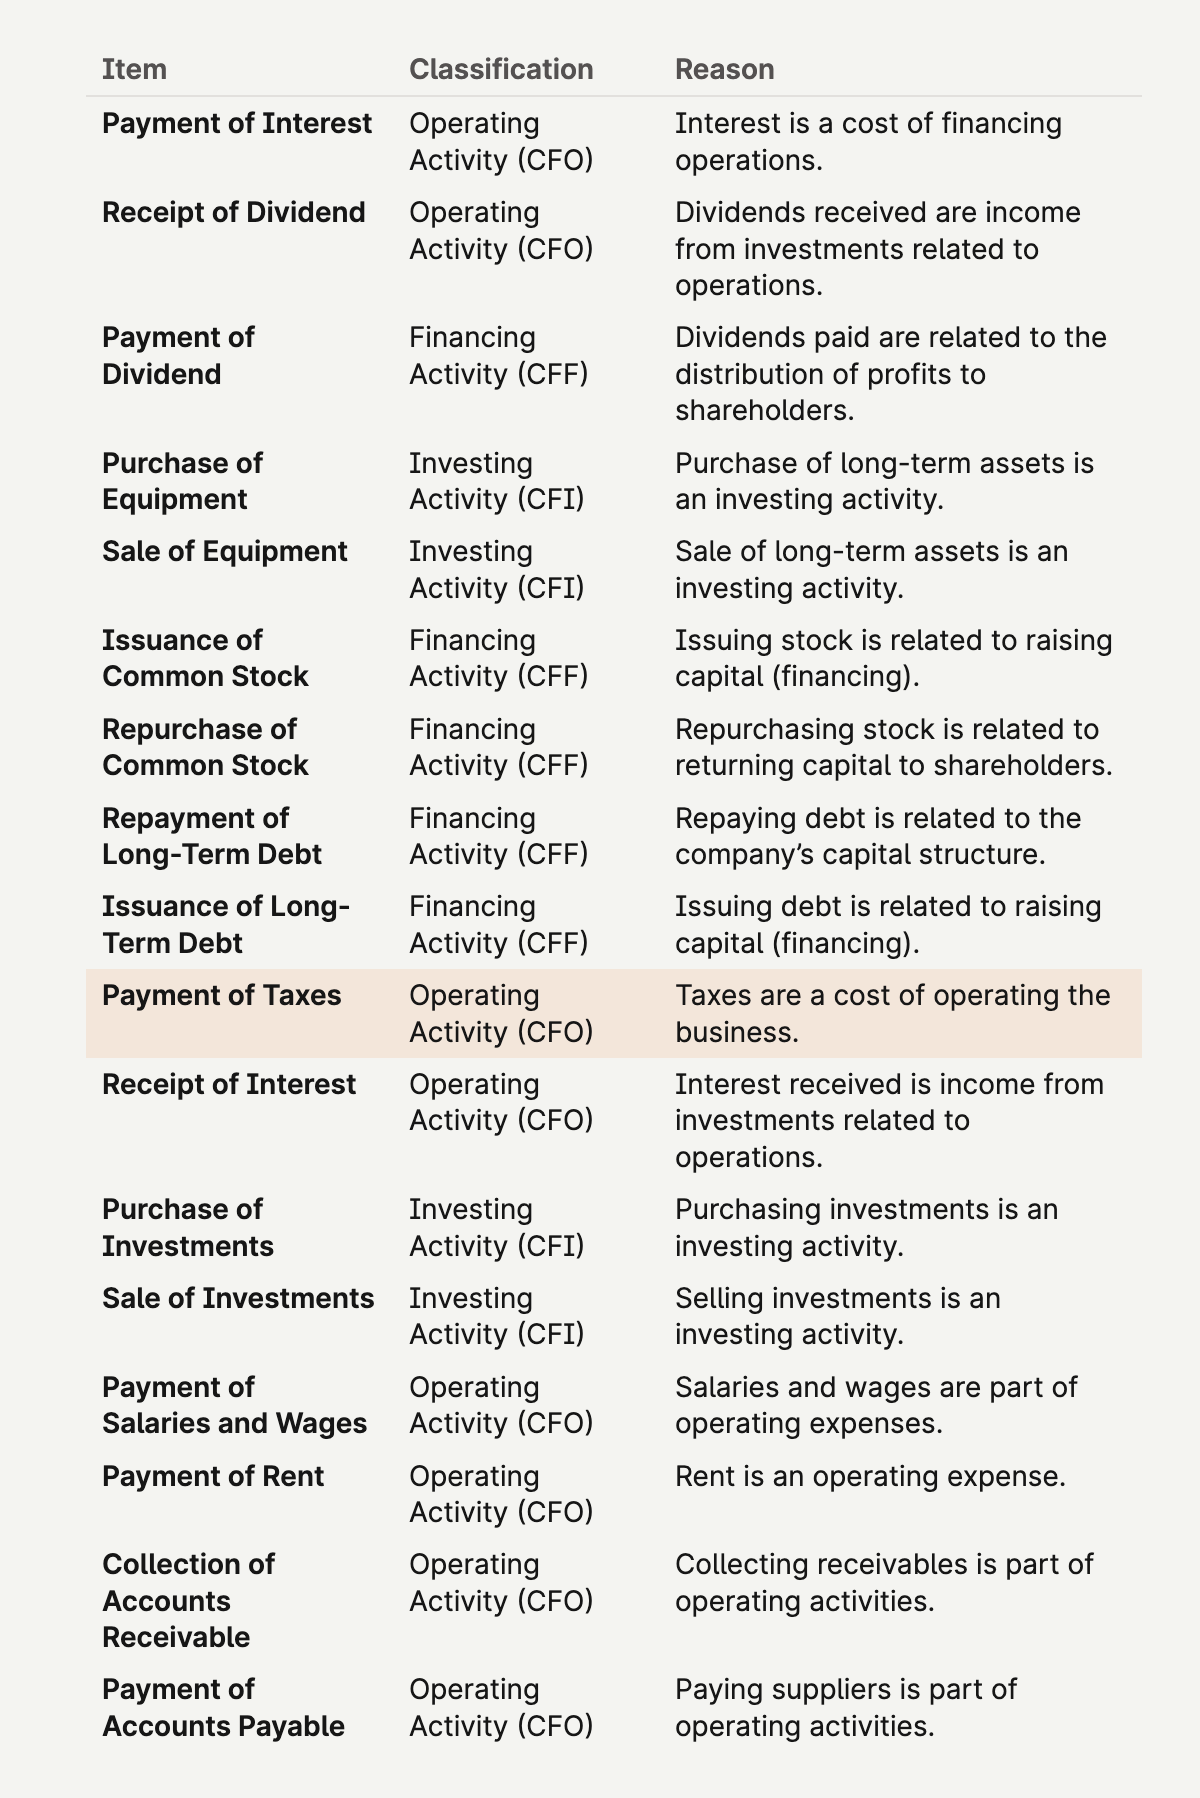 Item Classification Reason
Payment of Interest Operating Interest is a cost of financing
Activity (CFO) operations.
Receipt of Dividend Operating Dividends received are income
Activity (CFO) from investments related to
operations.
Payment of Financing Dividends paid are related to the
Dividend Activity (CFF) distribution of profits to
shareholders.
Purchase of Investing Purchase of long-term assets is
Equipment Activity (CFI) an investing activity.
Sale of Equipment Investing Sale of long-term assets is an
Activity (CFI) investing activity.
Issuance of Financing Issuing stock is related to raising
Common Stock Activity (CFF) capital (financing).
Repurchase of Financing Repurchasing stock is related to
Common Stock Activity (CFF) returning capital to shareholders.
Repayment of Financing Repaying debt is related to the
Long-Term Debt Activity (CFF) company’s capital structure.
Issuance of Long- Financing Issuing debt is related to raising
Term Debt Activity (CFF) capital (financing).
Payment of Taxes Operating Taxes are a cost of operating the
Activity (CFO) business.
Receipt of Interest Operating Interest received is income from
Activity (CFO) investments related to
operations.
Purchase of Investing Purchasing investments is an
Investments Activity (CFI) investing activity.
Sale of Investments Investing Selling investments is an
Activity (CFI) investing activity.
Payment of Operating Salaries and wages are part of
Salaries and Wages Activity (CFO) operating expenses.
Payment of Rent Operating Rent is an operating expense.
Activity (CFO)
Collection of Operating Collecting receivables is part of
Accounts Activity (CFO) operating activities.
Receivable
Payment of Operating Paying suppliers is part of
Accounts Payable Activity (CFO) operating activities.